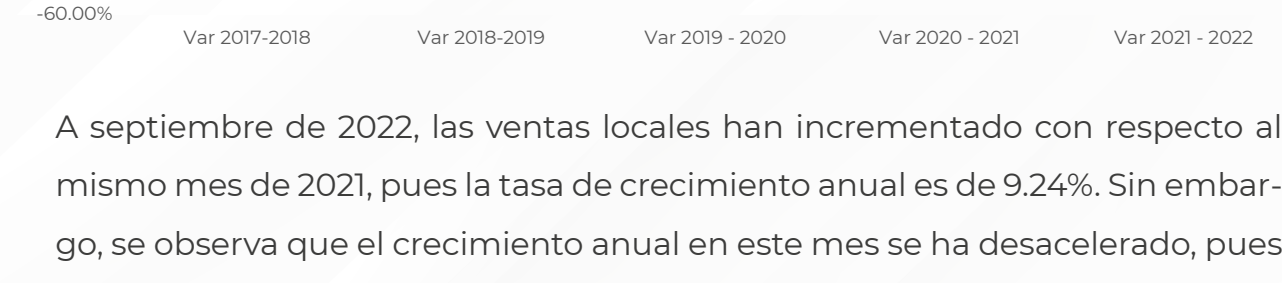 -60.00%
Var 2017-2018 Var 2018-2019 Var 2019 - 2020 Var 2020 - 2021 Var 2021 - 2022
A septiembre de 2022, las ventas locales han incrementado con respecto al
mismo mes de 2021, pues la tasa de crecimiento anual es de 9.24%. Sin embar-
go, se observa que el crecimiento anual en este mes se ha desacelerado, pues